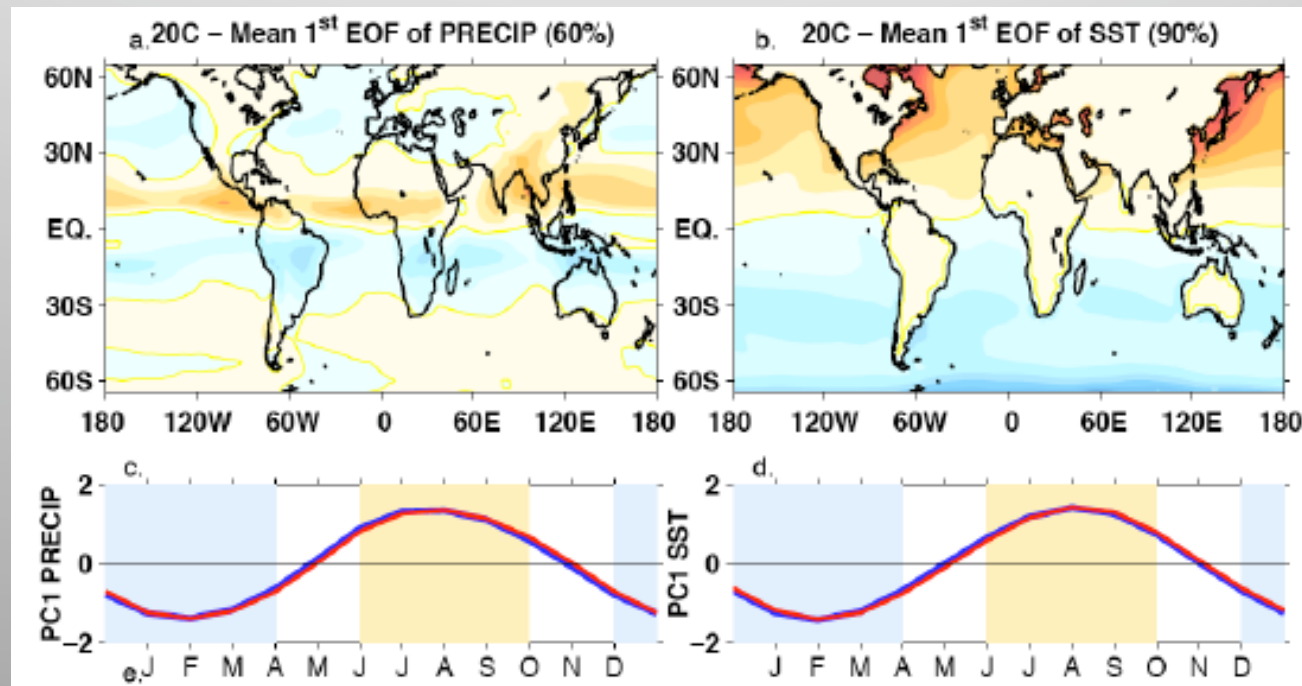 a. 20C – Mean 1st EOF of PRECIP (60%)
b. 20C – Mean 1st EOF of SST (90%)
60N
30N
EQ.
30S
60S
180 120W 60W 0 60E 120E 180
60N
30N
EQ.
30S
60S
180 120W 60W 0 60E 120E 180
c.
PC1 PRECIP
2
0
−2
J F M A M J J A S O N D
e.
d.
PC1 SST
2
0
−2
J F M A M J J A S O N D